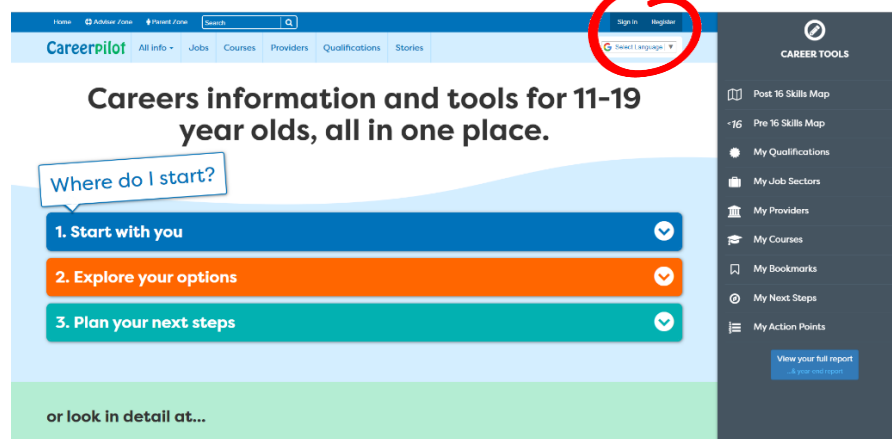 Home Adviser Zone Parent Zone Search Sign In Register
Careerpilot All info Jobs Courses Providers Qualifications Stories G Select Language
Careers information and tools for 11-19
year olds, all in one place.
Where do I start?
1. Start with you
2. Explore your options
3. Plan your next steps
or look in detail at...
CAREER TOOLS
Post 16 Skills Map
<16 Pre 16 Skills Map
My Qualifications
My Job Sectors
My Providers
My Courses
My Bookmarks
My Next Steps
My Action Points
View your full report
...& year end report